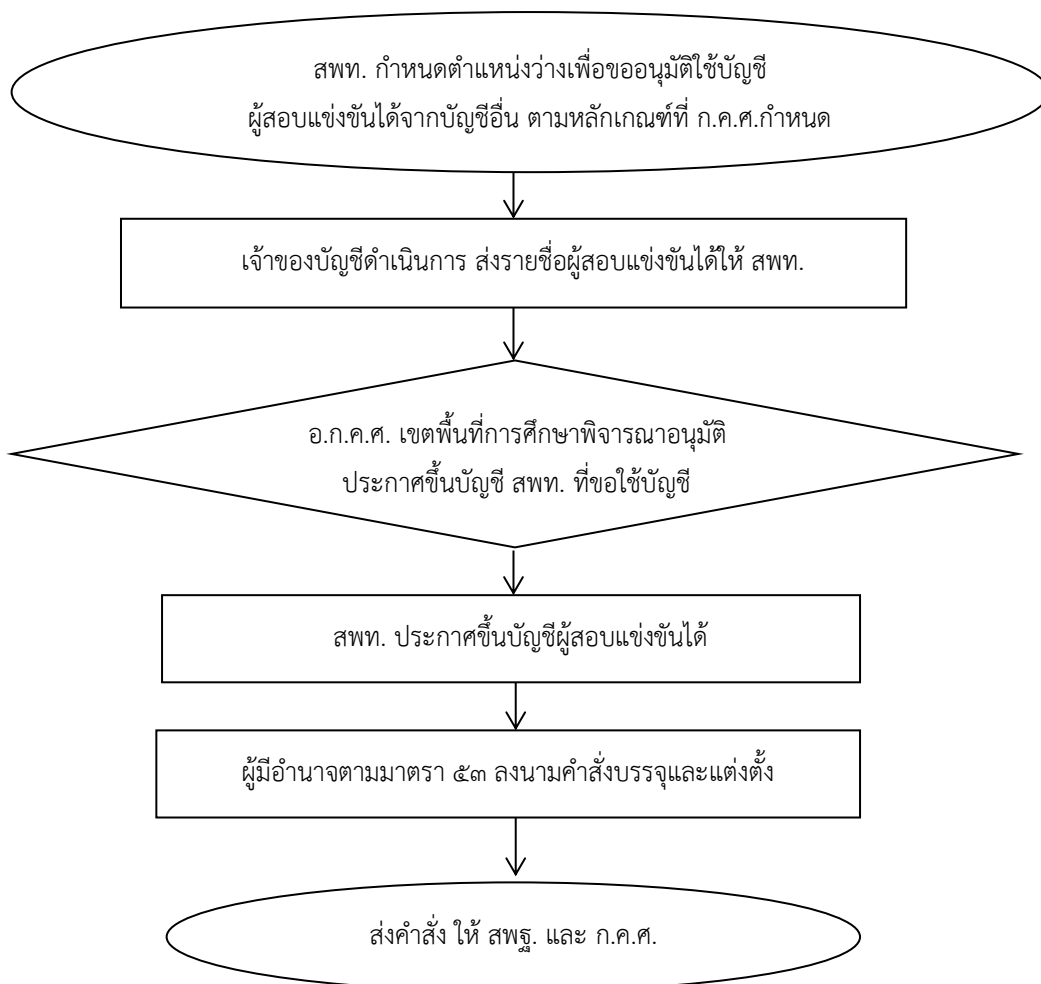 สพท. กำหนดตำแหน่งว่างเพื่อขออนุมัติใช้บัญชี
ผู้สอบแข่งขันได้จากบัญชีอื่น ตามหลักเกณฑ์ที่ ก.ค.ศ.กำหนด
เจ้าของบัญชีดำเนินการ ส่งรายชื่อผู้สอบแข่งขันได้ให้ สพท.
อ.ก.ค.ศ. เขตพื้นที่การศึกษาพิจารณาอนุมัติ
ประกาศขึ้นบัญชี สพท. ที่ขอใช้บัญชี
สพท. ประกาศขึ้นบัญชีผู้สอบแข่งขันได้
ผู้มีอำนาจตามมาตรา ๕๓ ลงนามคำสั่งบรรจุและแต่งตั้ง
ส่งคำสั่ง ให้ สพฐ. และ ก.ค.ศ.